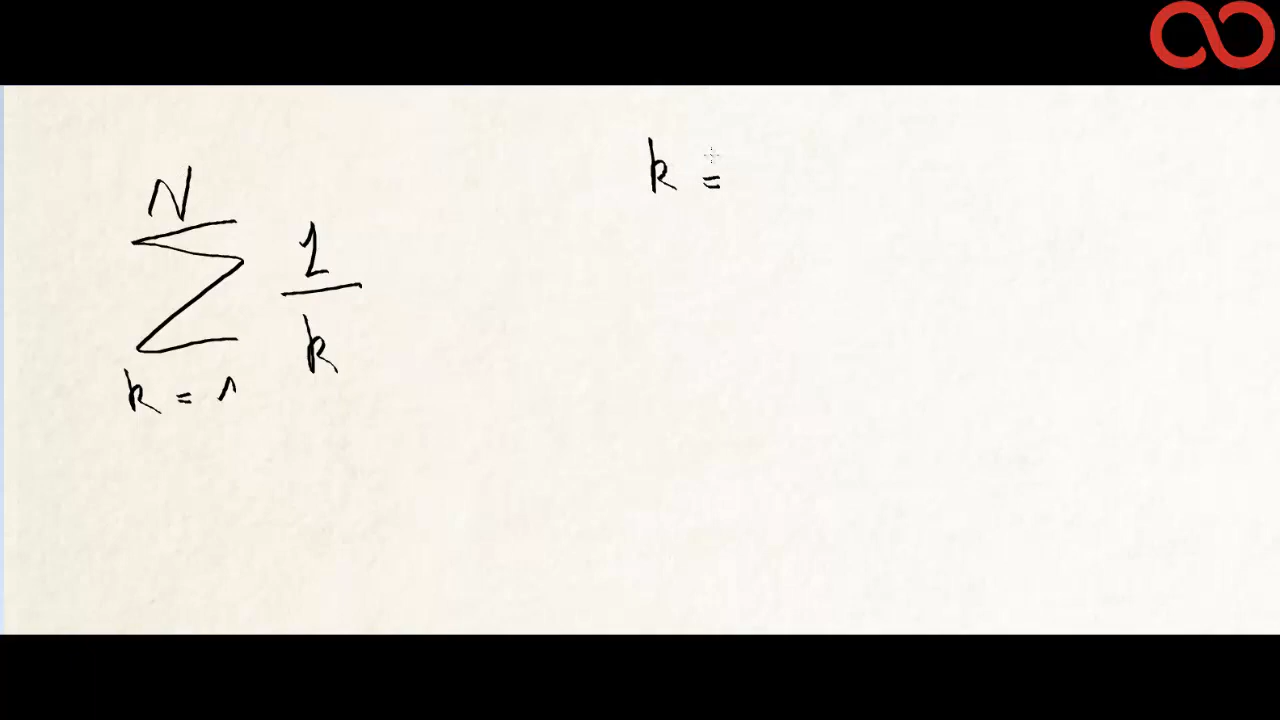 N
∑ 1/k
k = 1
k =